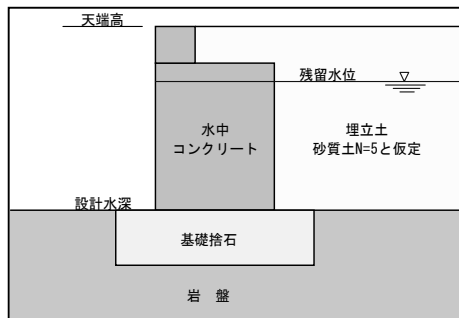 天端高
残留水位
水中
コンクリート
埋立土
砂質土N=5と仮定
設計水深
基礎捨石
岩 盤